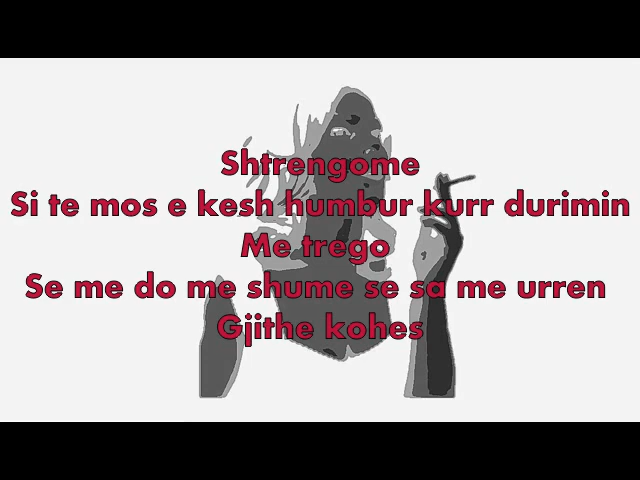 Shtrengome
Si te mos e kesh humbur kurr durimin
Me trego
Se me do me shume se sa me urren
Gjithe kohes